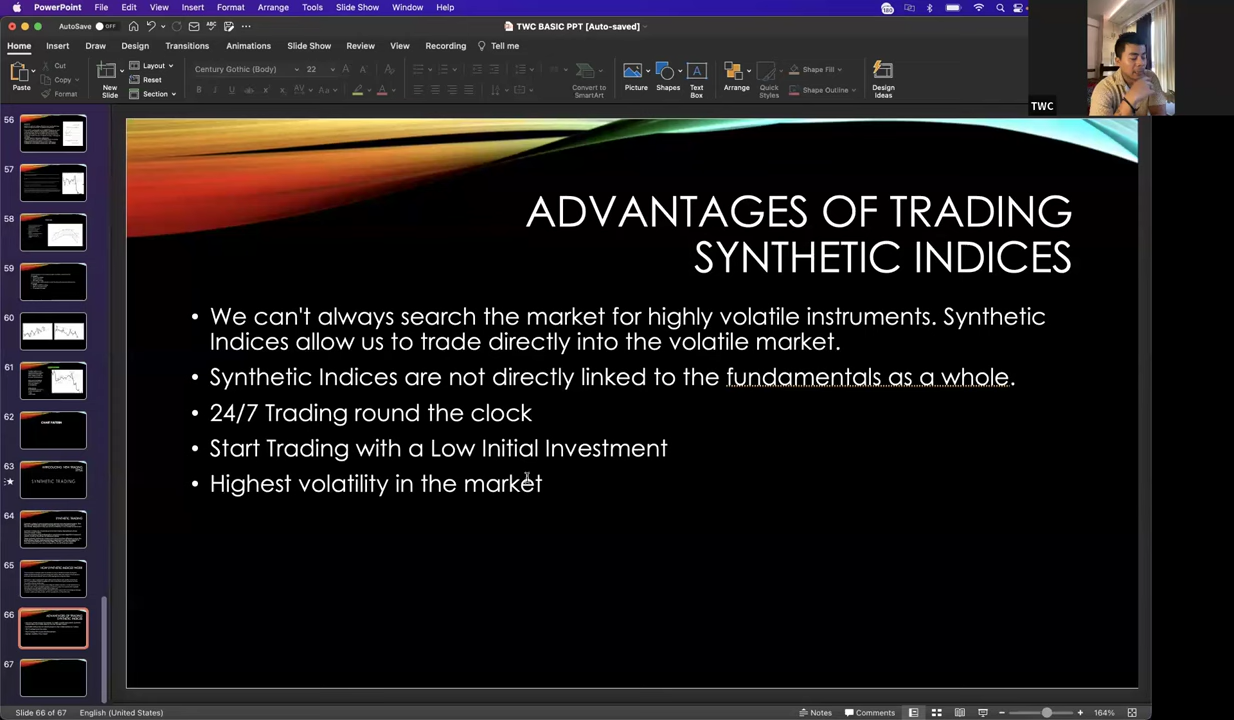 PowerPoint File Edit View Insert Format Arrange Tools Slide Show Window Help
AutoSave OFF TWC BASIC PPT [Auto-saved]
Home Insert Draw Design Transitions Animations Slide Show Review View Recording Tell me
Paste Cut Copy Format New Slide Layout Reset Section Century Gothic (Body) 22 Convert to SmartArt Picture Shapes Text Box Arrange Quick Styles Shape Fill Shape Outline Design Ideas
TWC
56
57
58
59
60
61
62
63
SYNTHETIC TRADING
64
65
66
67
ADVANTAGES OF TRADING
SYNTHETIC INDICES
• We can't always search the market for highly volatile instruments. Synthetic
Indices allow us to trade directly into the volatile market.
• Synthetic Indices are not directly linked to the fundamentals as a whole.
• 24/7 Trading round the clock
• Start Trading with a Low Initial Investment
• Highest volatility in the market
Slide 66 of 67 English (United States) Notes Comments 164%